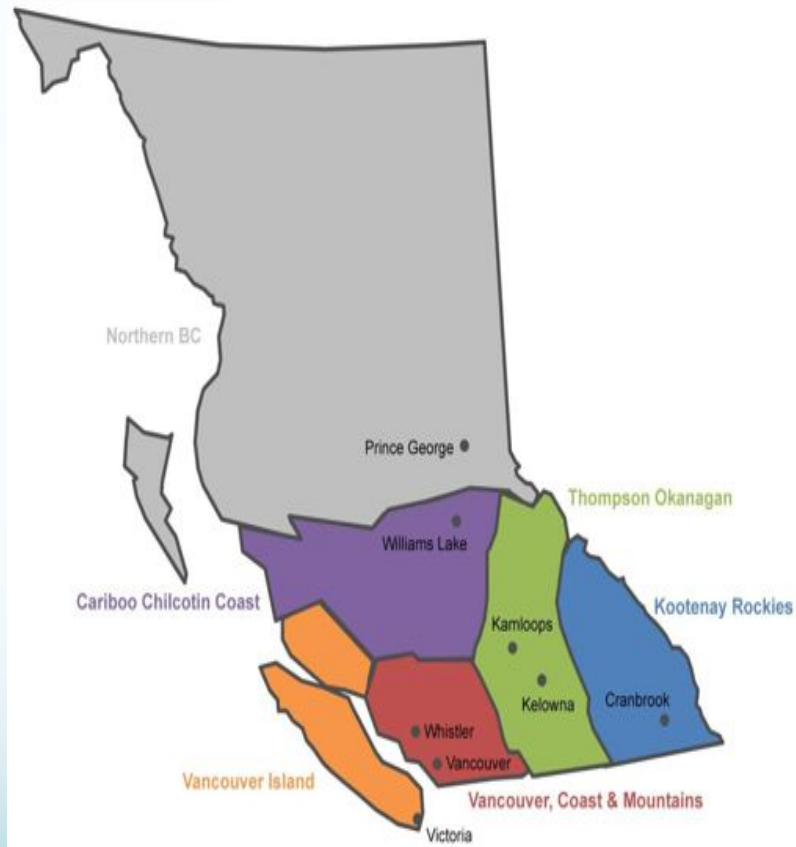 Northern BC
Prince George
Thompson Okanagan
Williams Lake
Cariboo Chilcotin Coast
Kootenay Rockies
Kamloops
Kelowna
Cranbrook
Whistler
Vancouver
Vancouver Island
Vancouver, Coast & Mountains
Victoria